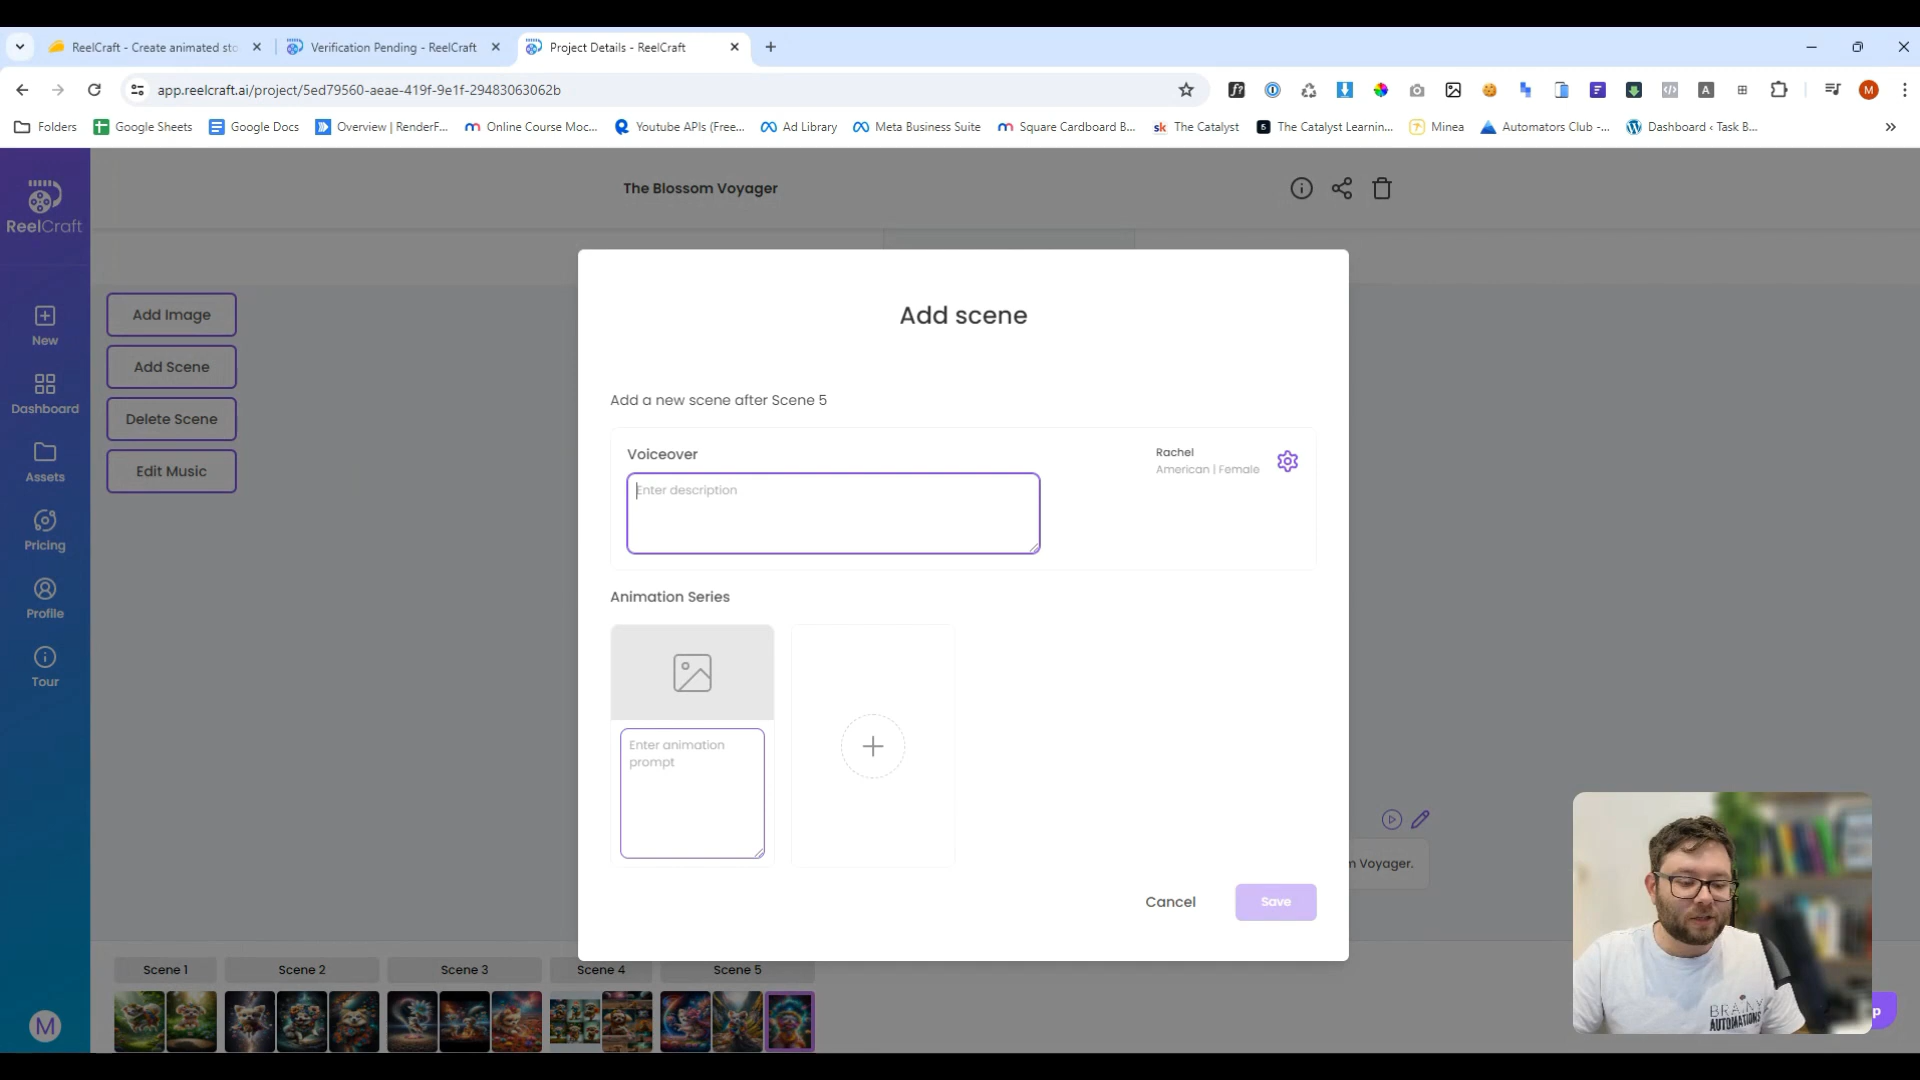 ReelCraft - Create animated sto
Verification Pending - ReelCraft
Project Details - ReelCraft
app.reelcraft.ai/project/5ed79560-aeae-419f-9e1f-29483063062b
Folders
Google Sheets
Google Docs
Overview | RenderF...
Online Course Moc...
Youtube APIs (Free...
Ad Library
Meta Business Suite
Square Cardboard B...
The Catalyst
The Catalyst Learnin...
Minea
Automators Club -...
Dashboard ‹ Task B...
ReelCraft
The Blossom Voyager
New
Dashboard
Assets
Pricing
Profile
Tour
M
Add Image
Add Scene
Delete Scene
Edit Music
Add scene
Add a new scene after Scene 5
Voiceover
Rachel
American | Female
Enter description
Animation Series
Enter animation
prompt
Cancel
Save
m Voyager.
Scene 1
Scene 2
Scene 3
Scene 4
Scene 5
BRAINY
AUTOMATIONS
p